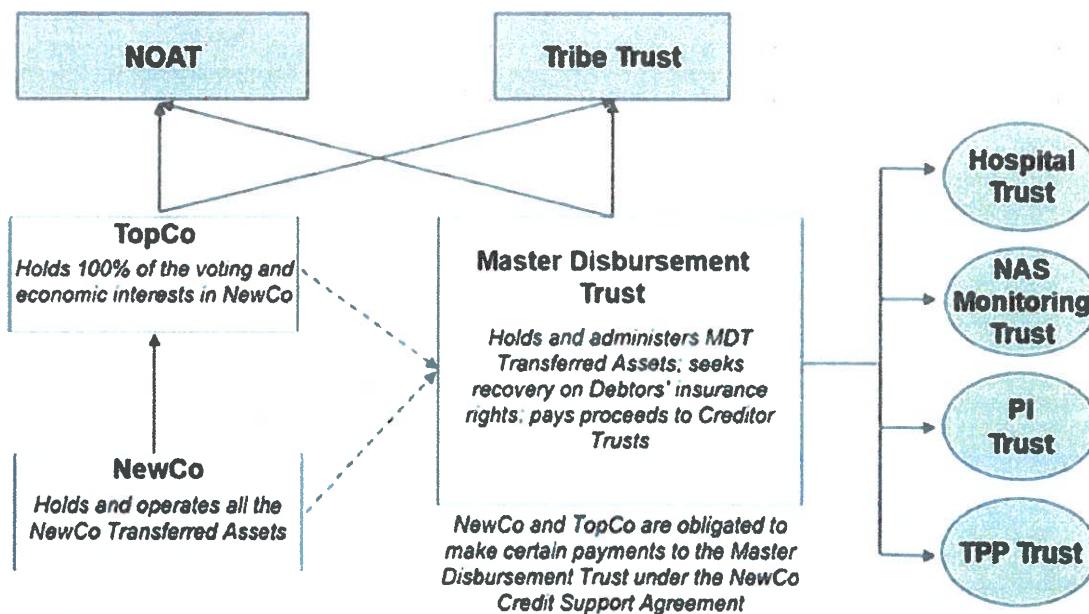 NOAT
Tribe Trust
TopCo
Holds 100% of the voting and
economic interests in NewCo
Master Disbursement
Trust
Holds and administers MDT
Transferred Assets; seeks
recovery on Debtors' insurance
rights; pays proceeds to Creditor
Trusts
NewCo
Holds and operates all the
NewCo Transferred Assets
NewCo and TopCo are obligated to
make certain payments to the Master
Disbursement Trust under the NewCo
Credit Support Agreement
Hospital
Trust
NAS
Monitoring
Trust
PI
Trust
TPP Trust